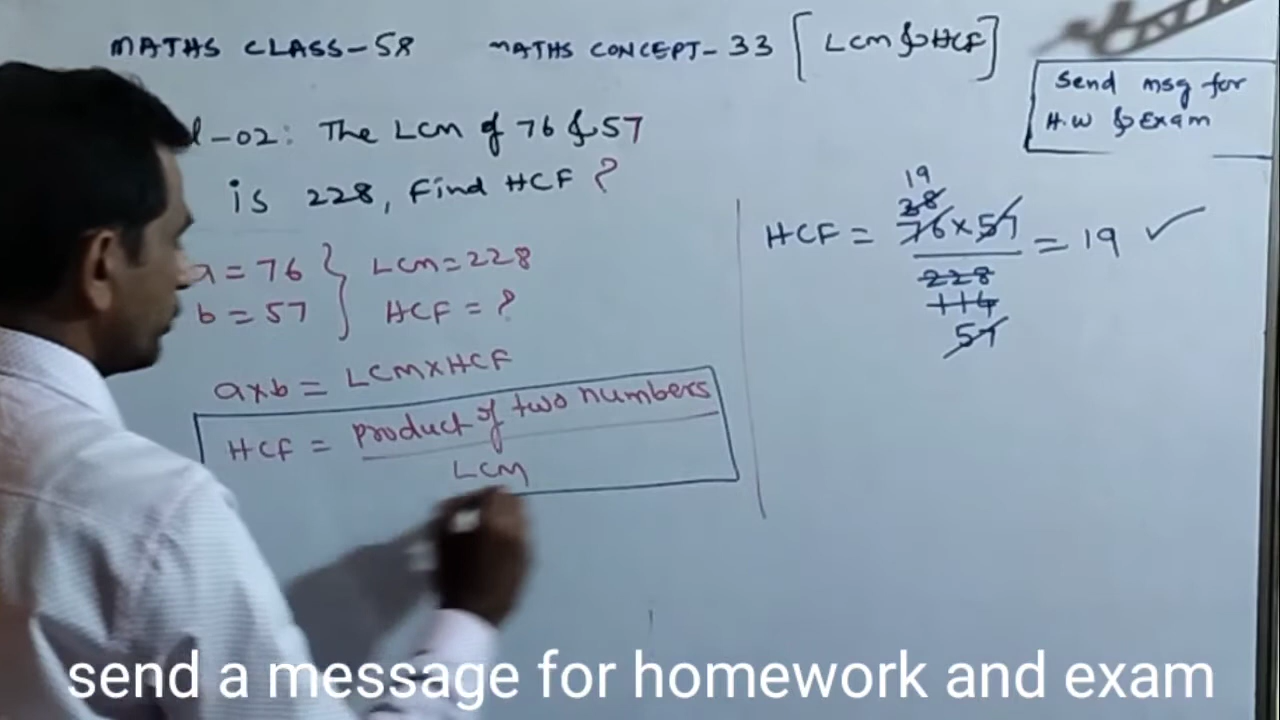 MATHS CLASS-58
MATHS CONCEPT-33 [LCM & HCF]
Send msg for
H.W & Exam
-02: The LCM of 76 & 57
is 228, Find HCF ?
a = 76
b = 57
LCM = 228
HCF = ?
a×b = LCM×HCF
HCF = Product of two numbers
LCM
19
38
HCF = 76 × 57 = 19 ✓
228
114
57
send a message for homework and exam